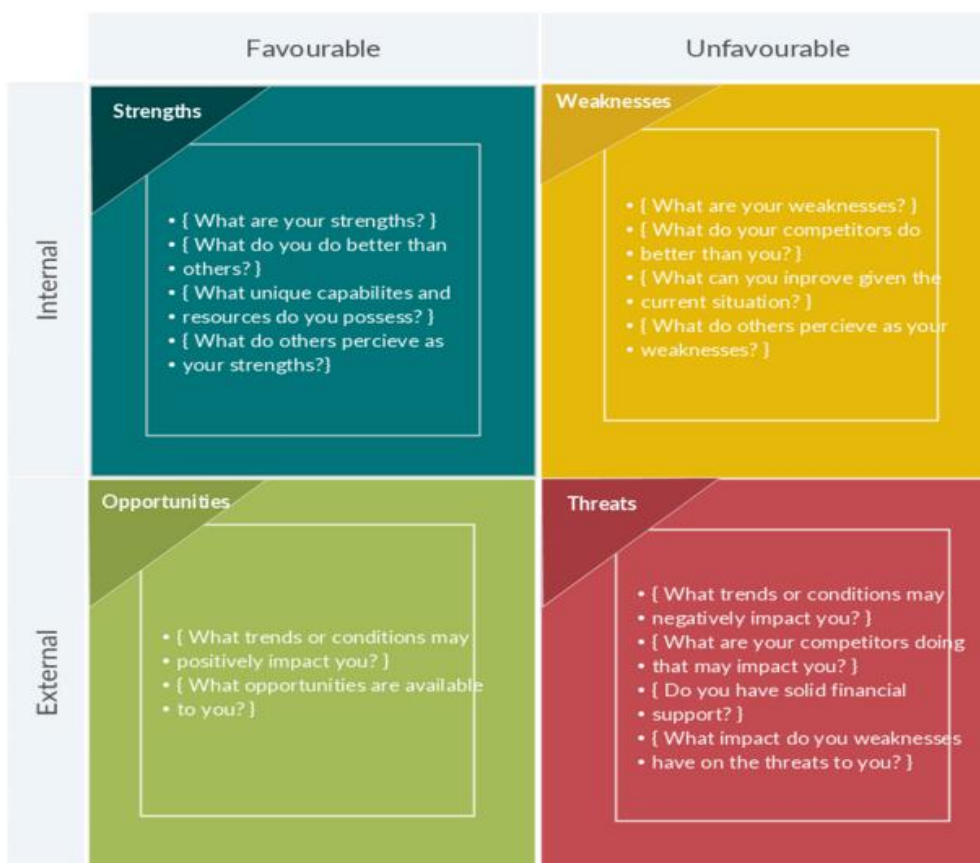 Favourable
Unfavourable
Internal
Strengths
• { What are your strengths? }
• { What do you do better than
• others? }
• { What unique capabilites and
• resources do you possess? }
• { What do others percieve as
• your strengths?}
Weaknesses
• { What are your weaknesses? }
• { What do your competitors do
• better than you? }
• { What can you inprove given the
• current situation? }
• { What do others percieve as your
• weaknesses? }
External
Opportunities
• { What trends or conditions may
• positively impact you? }
• { What opportunities are available
• to you? }
Threats
• { What trends or conditions may
• negatively impact you? }
• { What are your competitors doing
• that may impact you? }
• { Do you have solid financial
• support? }
• { What impact do you weaknesses
• have on the threats to you? }